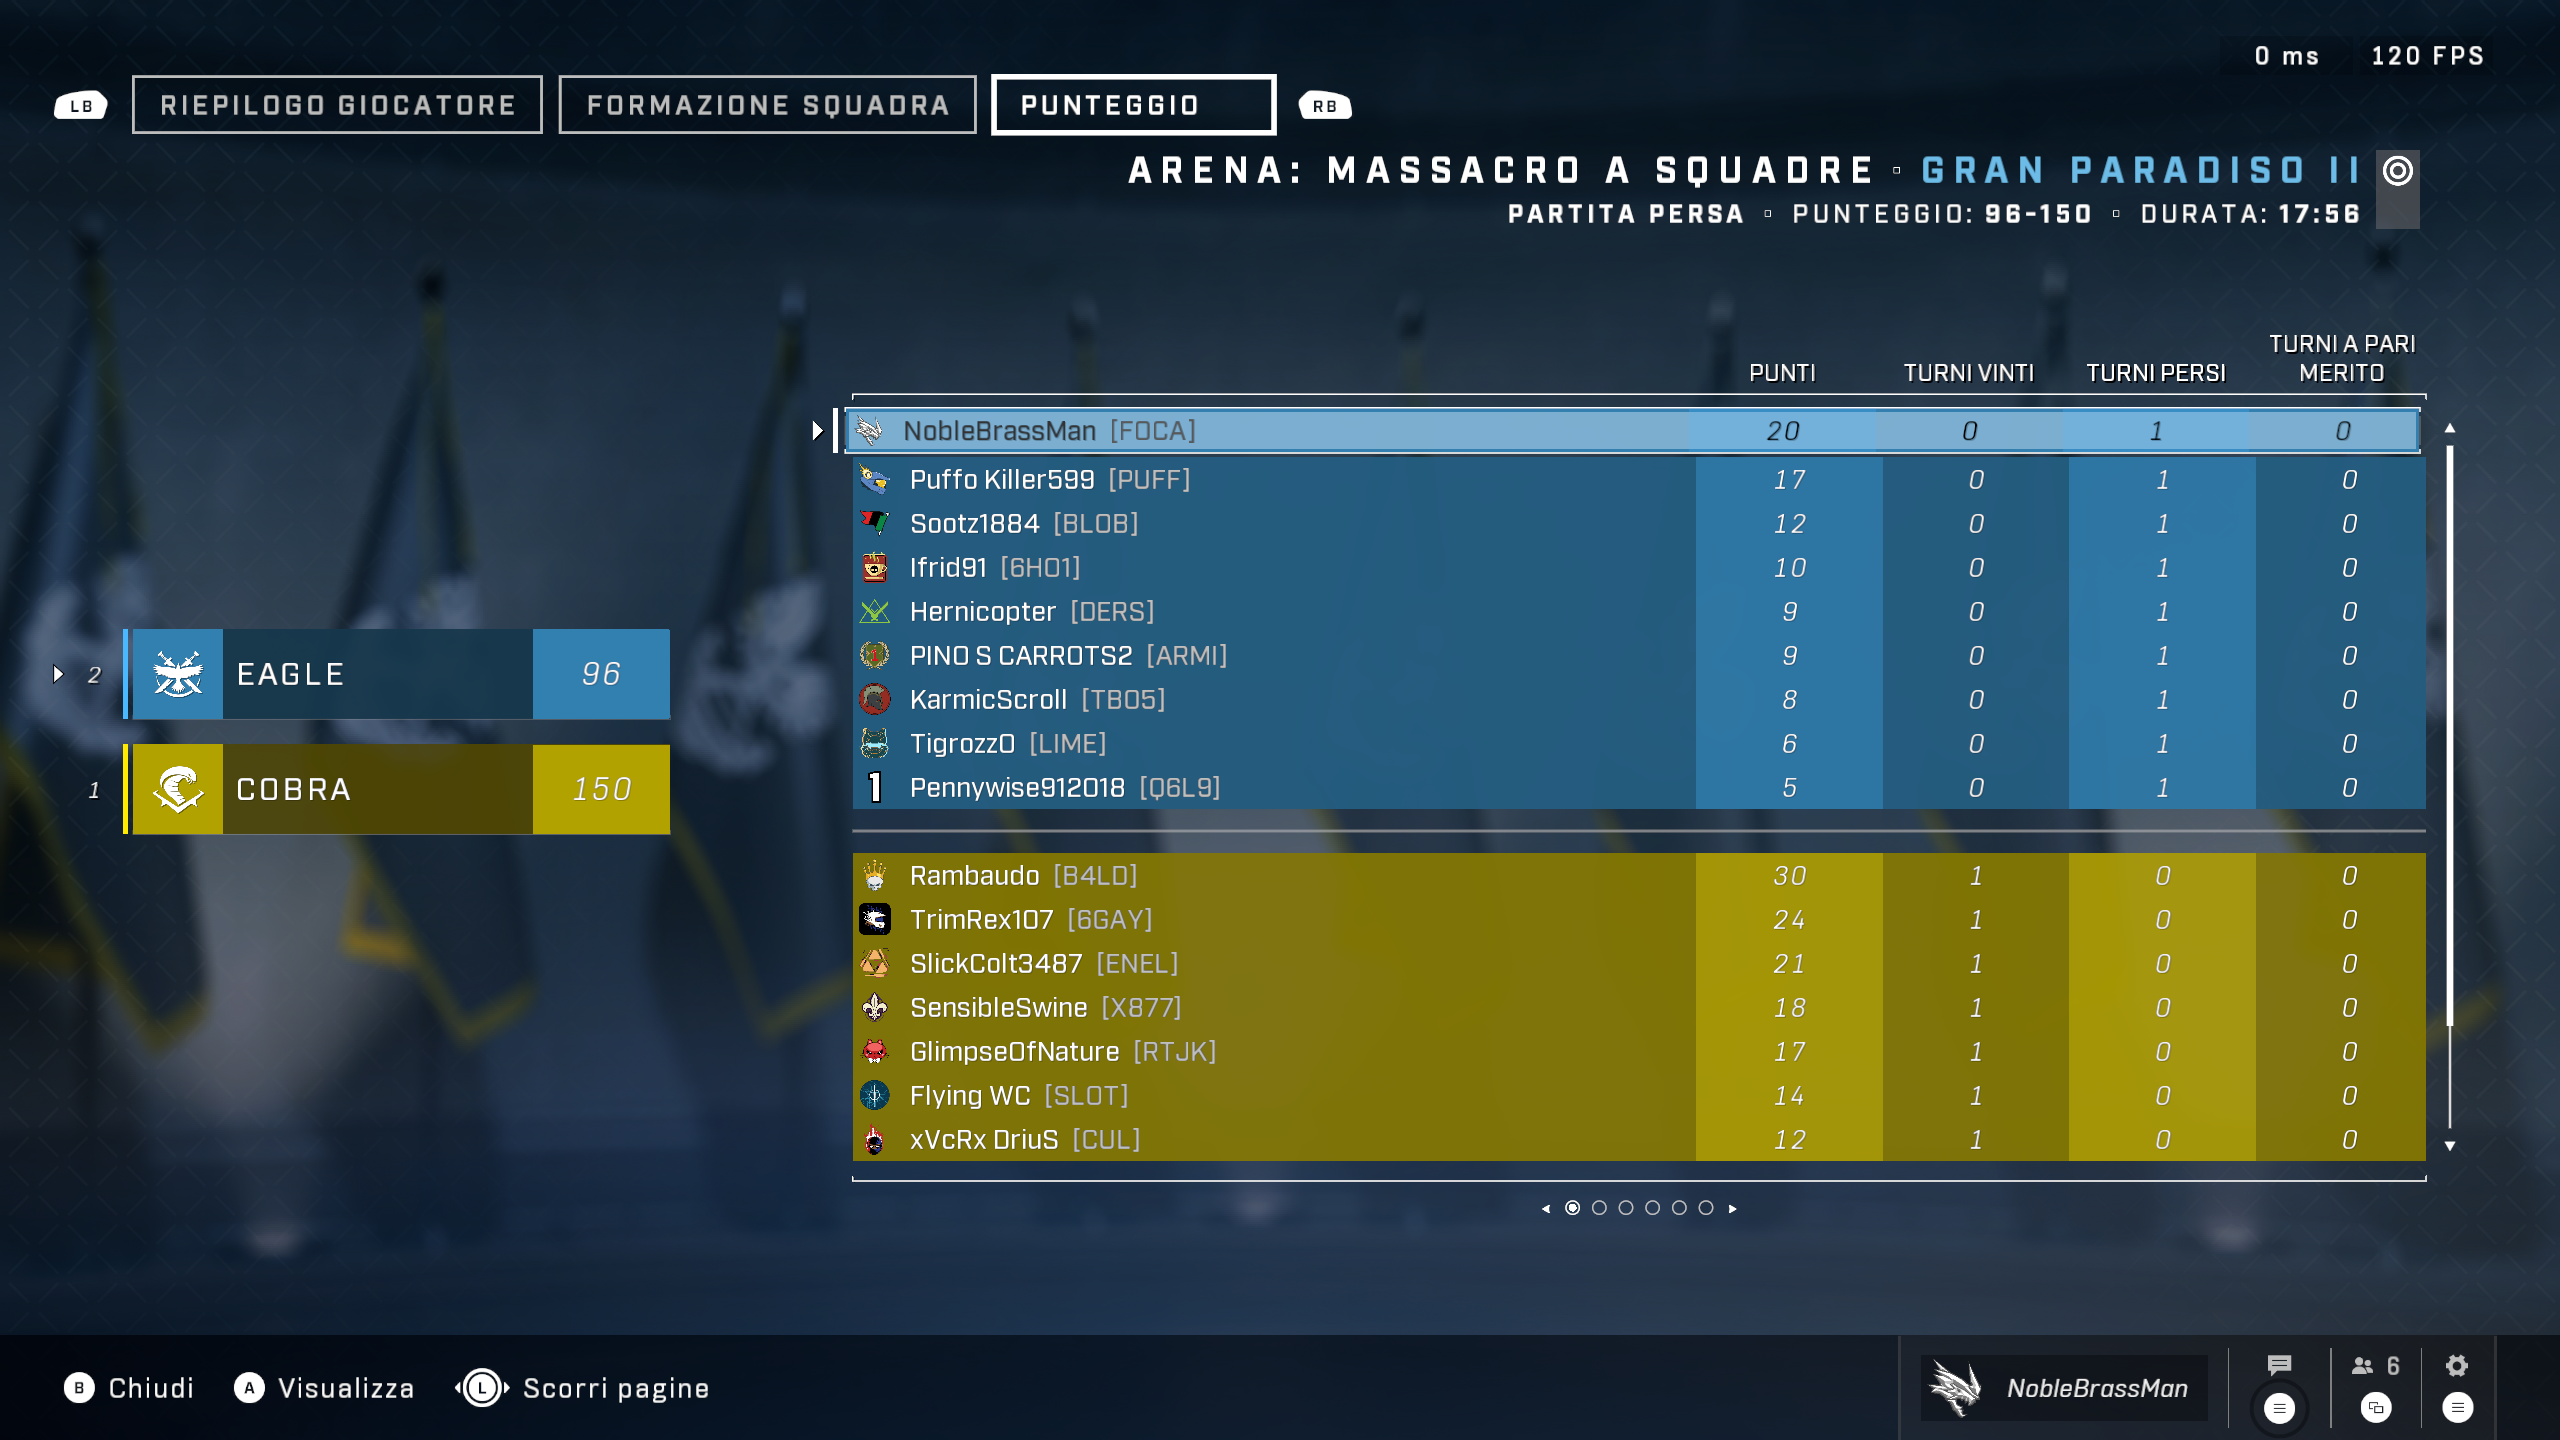 0 ms 120 FPS
LB RIEPILOGO GIOCATORE FORMAZIONE SQUADRA PUNTEGGIO RB
ARENA: MASSACRO A SQUADRE ▫ GRAN PARADISO II
PARTITA PERSA ▫ PUNTEGGIO: 96-150 ▫ DURATA: 17:56
PUNTI TURNI VINTI TURNI PERSI TURNI A PARI MERITO
NobleBrassMan [FOCA] 20 0 1 0
Puffo Killer599 [PUFF] 17 0 1 0
Sootz1884 [BLOB] 12 0 1 0
Ifrid91 [6HO1] 10 0 1 0
Hernicopter [DERS] 9 0 1 0
PINO S CARROTS2 [ARMI] 9 0 1 0
KarmicScroll [TB05] 8 0 1 0
TigrozzO [LIME] 6 0 1 0
1 Pennywise912018 [Q6L9] 5 0 1 0
2 EAGLE 96
1 COBRA 150
Rambaudo [B4LD] 30 1 0 0
TrimRex107 [6GAY] 24 1 0 0
SlickColt3487 [ENEL] 21 1 0 0
SensibleSwine [X877] 18 1 0 0
GlimpseOfNature [RTJK] 17 1 0 0
Flying WC [SLOT] 14 1 0 0
xVcRx DriuS [CUL] 12 1 0 0
B Chiudi A Visualizza L Scorri pagine
NobleBrassMan 6